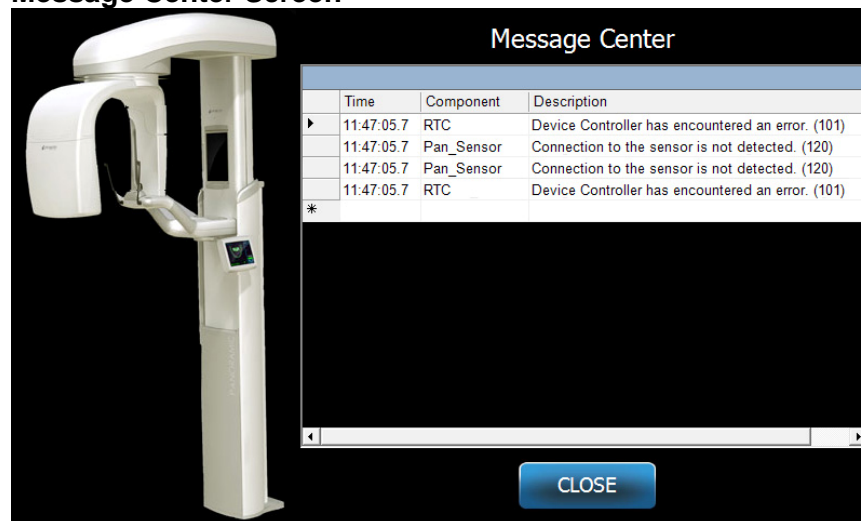 Message Center Screen
Message Center
Time Component Description
11:47:05.7 RTC Device Controller has encountered an error. (101)
11:47:05.7 Pan_Sensor Connection to the sensor is not detected. (120)
11:47:05.7 Pan_Sensor Connection to the sensor is not detected. (120)
11:47:05.7 RTC Device Controller has encountered an error. (101)
PANORAMIC
CLOSE